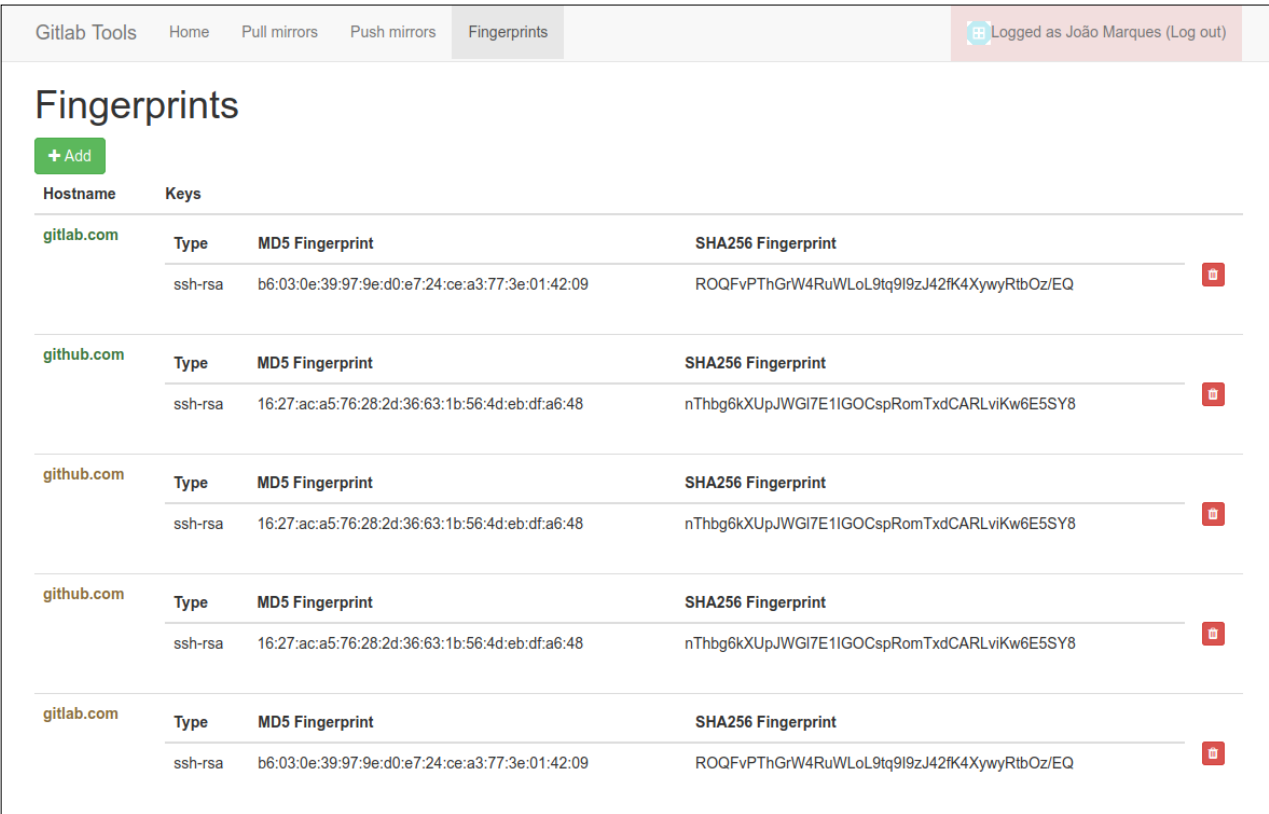 Gitlab Tools Home Pull mirrors Push mirrors Fingerprints Logged as João Marques (Log out)
Fingerprints
+ Add
Hostname Keys
gitlab.com
Type MD5 Fingerprint SHA256 Fingerprint
ssh-rsa b6:03:0e:39:97:9e:d0:e7:24:ce:a3:77:3e:01:42:09 ROQFvPThGrW4RuWLoL9tq9I9zJ42fK4XywyRtbOz/EQ
github.com
Type MD5 Fingerprint SHA256 Fingerprint
ssh-rsa 16:27:ac:a5:76:28:2d:36:63:1b:56:4d:eb:df:a6:48 nThbg6kXUpJWGl7E1IGOCspRomTxdCARLviKw6E5SY8
github.com
Type MD5 Fingerprint SHA256 Fingerprint
ssh-rsa 16:27:ac:a5:76:28:2d:36:63:1b:56:4d:eb:df:a6:48 nThbg6kXUpJWGl7E1IGOCspRomTxdCARLviKw6E5SY8
github.com
Type MD5 Fingerprint SHA256 Fingerprint
ssh-rsa 16:27:ac:a5:76:28:2d:36:63:1b:56:4d:eb:df:a6:48 nThbg6kXUpJWGl7E1IGOCspRomTxdCARLviKw6E5SY8
gitlab.com
Type MD5 Fingerprint SHA256 Fingerprint
ssh-rsa b6:03:0e:39:97:9e:d0:e7:24:ce:a3:77:3e:01:42:09 ROQFvPThGrW4RuWLoL9tq9I9zJ42fK4XywyRtbOz/EQ